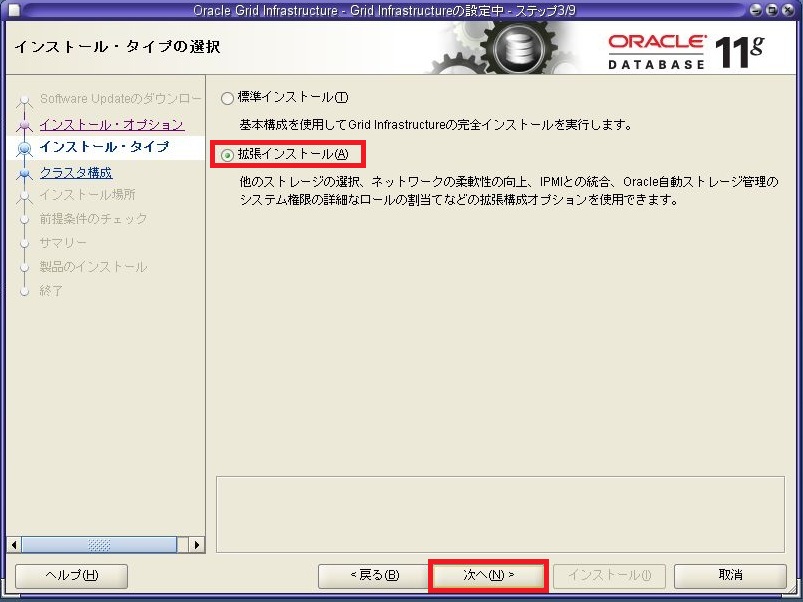 Oracle Grid Infrastructure - Grid Infrastructureの設定中 - ステップ3/9
インストール・タイプの選択
ORACLE
DATABASE
11g
Software Updateのダウンロー
インストール・オプション
インストール・タイプ
クラスタ構成
インストール場所
前提条件のチェック
サマリー
製品のインストール
終了
標準インストール(T)
基本構成を使用してGrid Infrastructureの完全インストールを実行します。
拡張インストール(A)
他のストレージの選択、ネットワークの柔軟性の向上、IPMIとの統合、Oracle自動ストレージ管理の
システム権限の詳細なロールの割当てなどの拡張構成オプションを使用できます。
ヘルプ(H)
< 戻る(B)
次へ(N) >
インストール(I)
取消